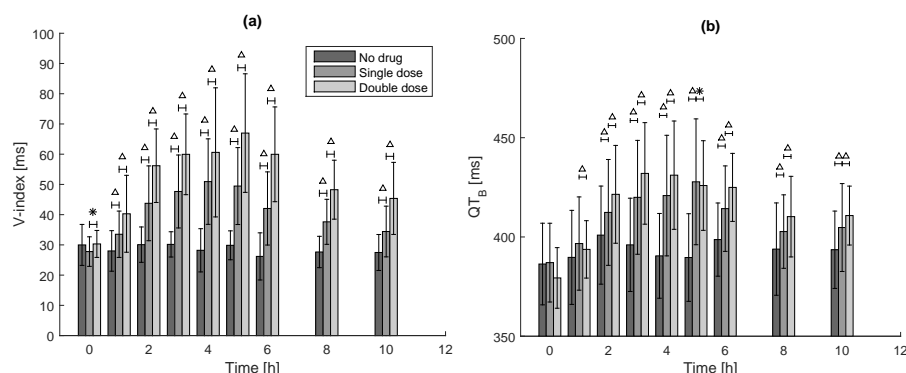 (a)
100
90
80
70
60
50
40
30
20
10
0
V-index [ms]
No drug
Single dose
Double dose
0 2 4 6 8 10 12
Time [h]
(b)
500
450
400
350
QT_B [ms]
0 2 4 6 8 10 12
Time [h]